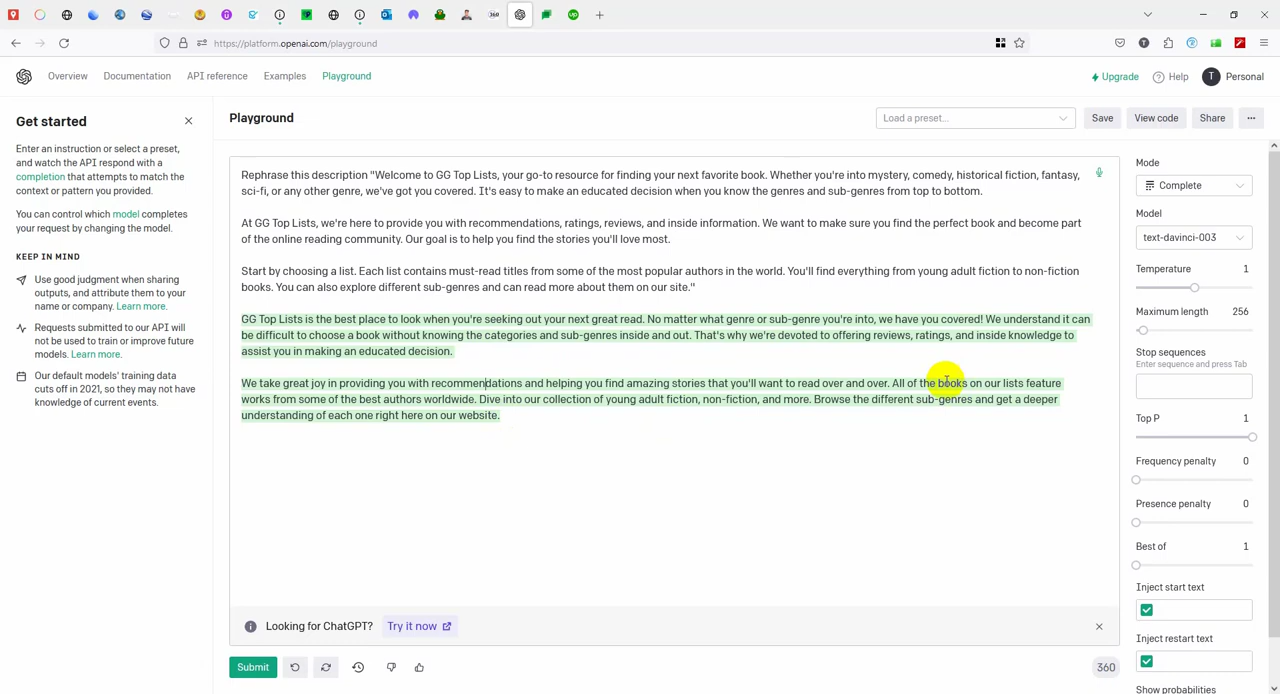 https://platform.openai.com/playground
Overview
Documentation
API reference
Examples
Playground
Upgrade
Help
T
Personal
Get started
Enter an instruction or select a preset,
and watch the API respond with a
completion that attempts to match the
context or pattern you provided.
You can control which model completes
your request by changing the model.
KEEP IN MIND
Use good judgment when sharing
outputs, and attribute them to your
name or company. Learn more.
Requests submitted to our API will
not be used to train or improve future
models. Learn more.
Our default models' training data
cuts off in 2021, so they may not have
knowledge of current events.
Playground
Load a preset...
Save
View code
Share
Rephrase this description "Welcome to GG Top Lists, your go-to resource for finding your next favorite book. Whether you're into mystery, comedy, historical fiction, fantasy,
sci-fi, or any other genre, we've got you covered. It's easy to make an educated decision when you know the genres and sub-genres from top to bottom.
At GG Top Lists, we're here to provide you with recommendations, ratings, reviews, and inside information. We want to make sure you find the perfect book and become part
of the online reading community. Our goal is to help you find the stories you'll love most.
Start by choosing a list. Each list contains must-read titles from some of the most popular authors in the world. You'll find everything from young adult fiction to non-fiction
books. You can also explore different sub-genres and can read more about them on our site."
GG Top Lists is the best place to look when you're seeking out your next great read. No matter what genre or sub-genre you're into, we have you covered! We understand it can
be difficult to choose a book without knowing the categories and sub-genres inside and out. That's why we're devoted to offering reviews, ratings, and inside knowledge to
assist you in making an educated decision.
We take great joy in providing you with recommendations and helping you find amazing stories that you'll want to read over and over. All of the books on our lists feature
works from some of the best authors worldwide. Dive into our collection of young adult fiction, non-fiction, and more. Browse the different sub-genres and get a deeper
understanding of each one right here on our website.
Looking for ChatGPT? Try it now
Submit
360
Mode
Complete
Model
text-davinci-003
Temperature 1
Maximum length 256
Stop sequences
Enter sequence and press Tab
Top P 1
Frequency penalty 0
Presence penalty 0
Best of 1
Inject start text
Inject restart text
Show probabilities